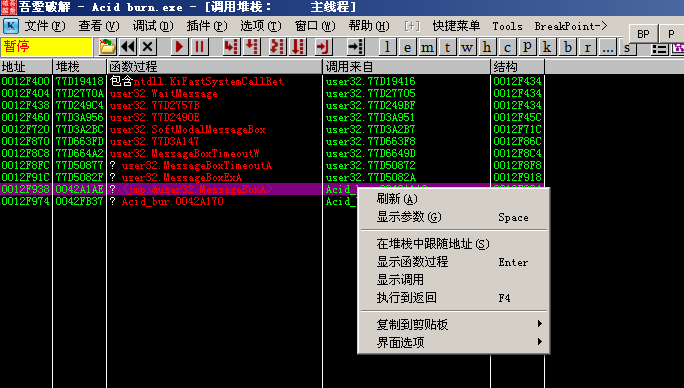 吾爱破解 - Acid burn.exe - [调用堆栈: 主线程]
K 文件(F) 查看(V) 调试(D) 插件(P) 选项(T) 窗口(W) 帮助(H) [+] 快捷菜单 Tools BreakPoint->
BP P
暂停 l e m t w h c p k b r ... s
地址 堆栈 函数过程 调用来自 结构
0012F400 77D19418 包含ntdll.KiFastSystemCallRet user32.77D19416 0012F434
0012F404 77D2770A user32.WaitMessage user32.77D27705 0012F434
0012F438 77D249C4 user32.77D2757B user32.77D249BF 0012F434
0012F460 77D3A956 user32.77D2490E user32.77D3A951 0012F45C
0012F720 77D3A2BC user32.SoftModalMessageBox user32.77D3A2B7 0012F71C
0012F870 77D663FD user32.77D3A147 user32.77D663F8 0012F86C
0012F8C8 77D664A2 user32.MessageBoxTimeoutW user32.77D6649D 0012F8C4
0012F8FC 77D50877 ? user32.MessageBoxTimeoutA user32.77D50872 0012F8F8
0012F91C 77D5082F ? user32.MessageBoxExA user32.77D5082A 0012F918
0012F938 0042A1AE ? <jmp.&user32.MessageBoxA>
0012F974 0042FB37 ? Acid_bur.0042A170
刷新(A)
显示参数(G) Space
在堆栈中跟随地址(S)
显示函数过程 Enter
显示调用
执行到返回 F4
复制到剪贴板
界面选项